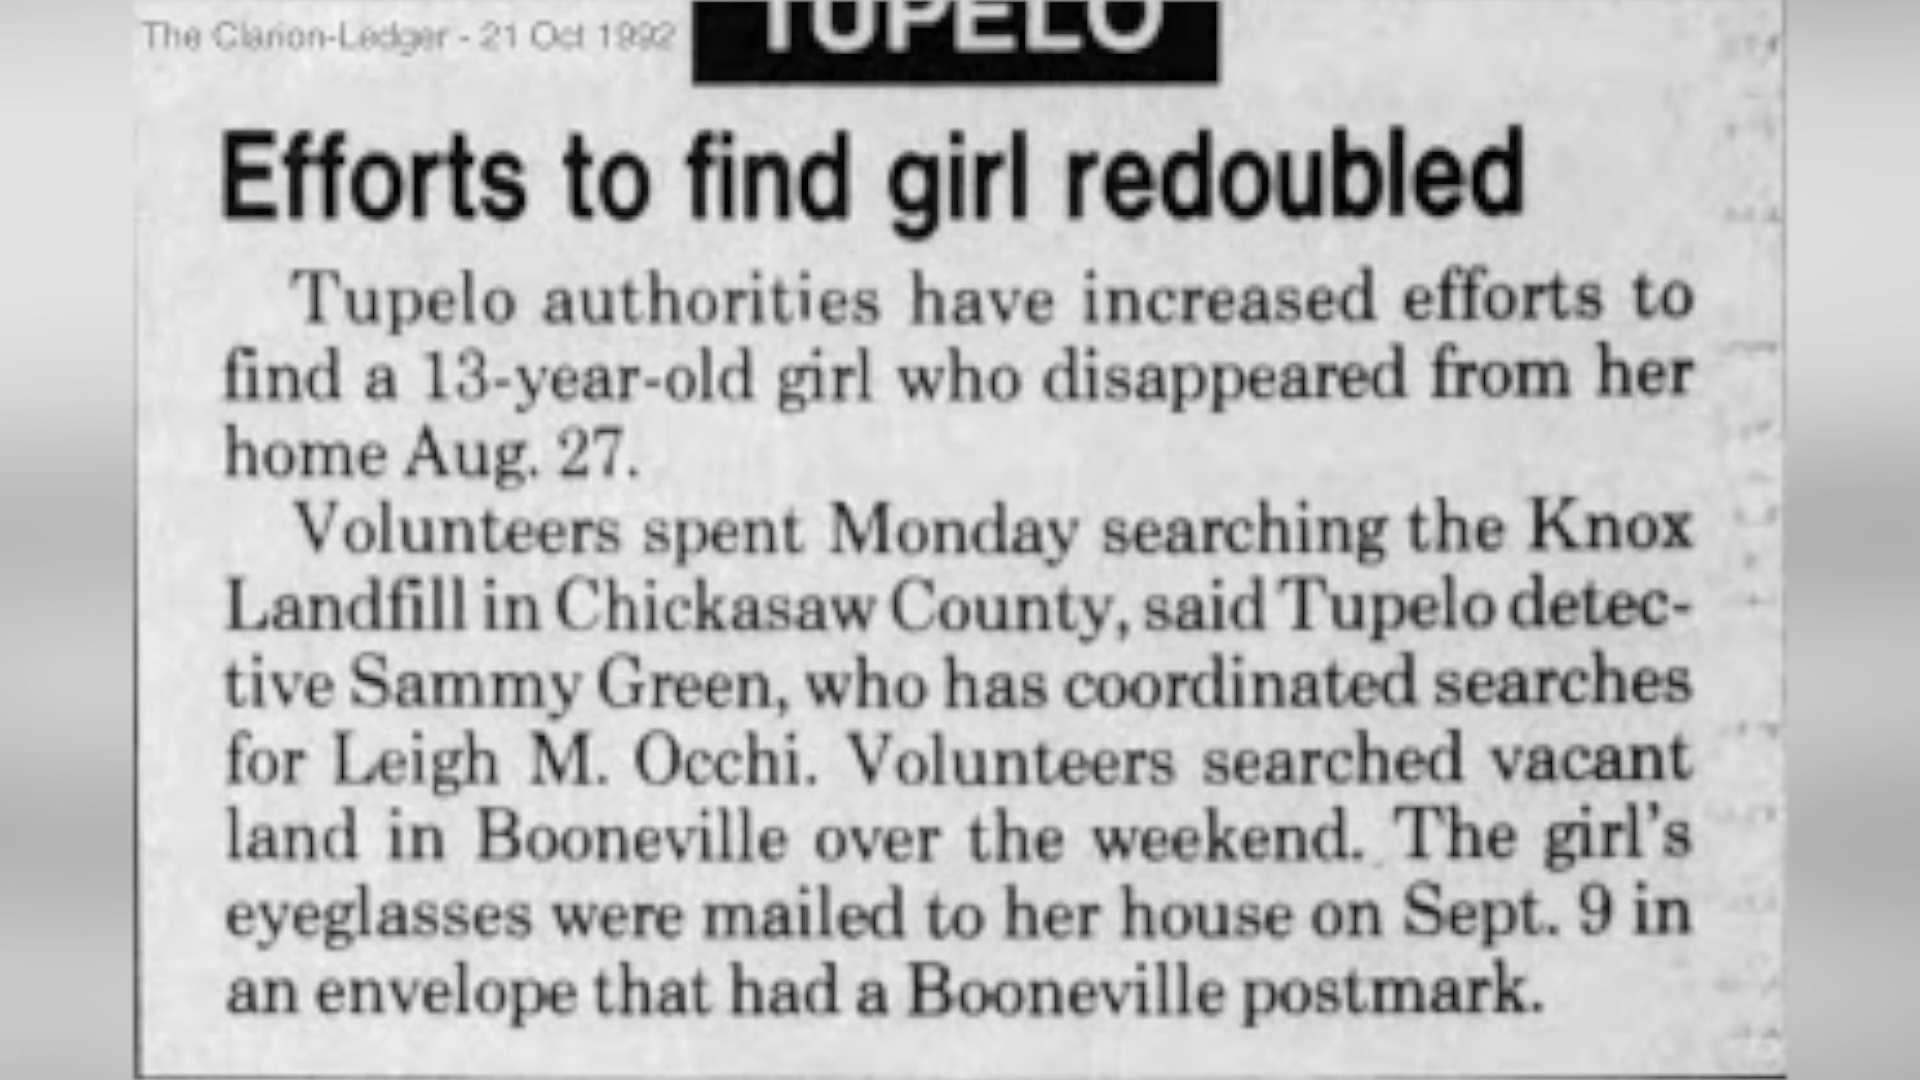 The Clarion-Ledger - 21 Oct 1992
TUPELO
Efforts to find girl redoubled
Tupelo authorities have increased efforts to
find a 13-year-old girl who disappeared from her
home Aug. 27.
Volunteers spent Monday searching the Knox
Landfill in Chickasaw County, said Tupelo detec-
tive Sammy Green, who has coordinated searches
for Leigh M. Occhi. Volunteers searched vacant
land in Booneville over the weekend. The girl's
eyeglasses were mailed to her house on Sept. 9 in
an envelope that had a Booneville postmark.